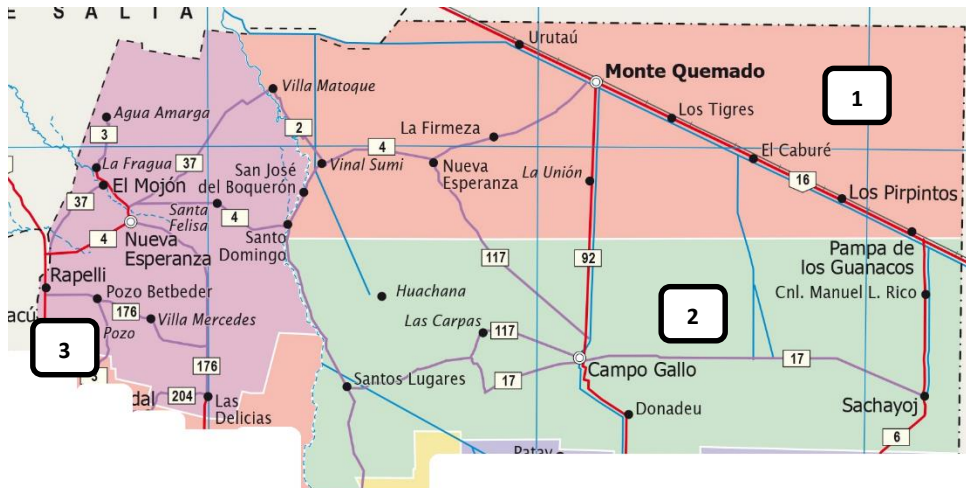 E S A L T A
Urutaú
Monte Quemado
1
Villa Matoque
Agua Amarga
Los Tigres
3
2
La Firmeza
4
El Caburé
La Fragua
37
San José
del Boquerón
Vinal Sumi
Nueva
Esperanza
La Unión
16
El Mojón
Los Pirpintos
37
Santa
Felisa
4
4
Nueva
Esperanza
Santo
Domingo
Pampa de
los Guanacos
117
92
Rapelli
Pozo Betbeder
Huachana
Cnl. Manuel L. Rico
acú
176
Villa Mercedes
2
Las Carpas
117
Pozo
3
17
176
Campo Gallo
17
Santos Lugares
204
dal
Las
Delicias
Donadeu
Sachayoj
6